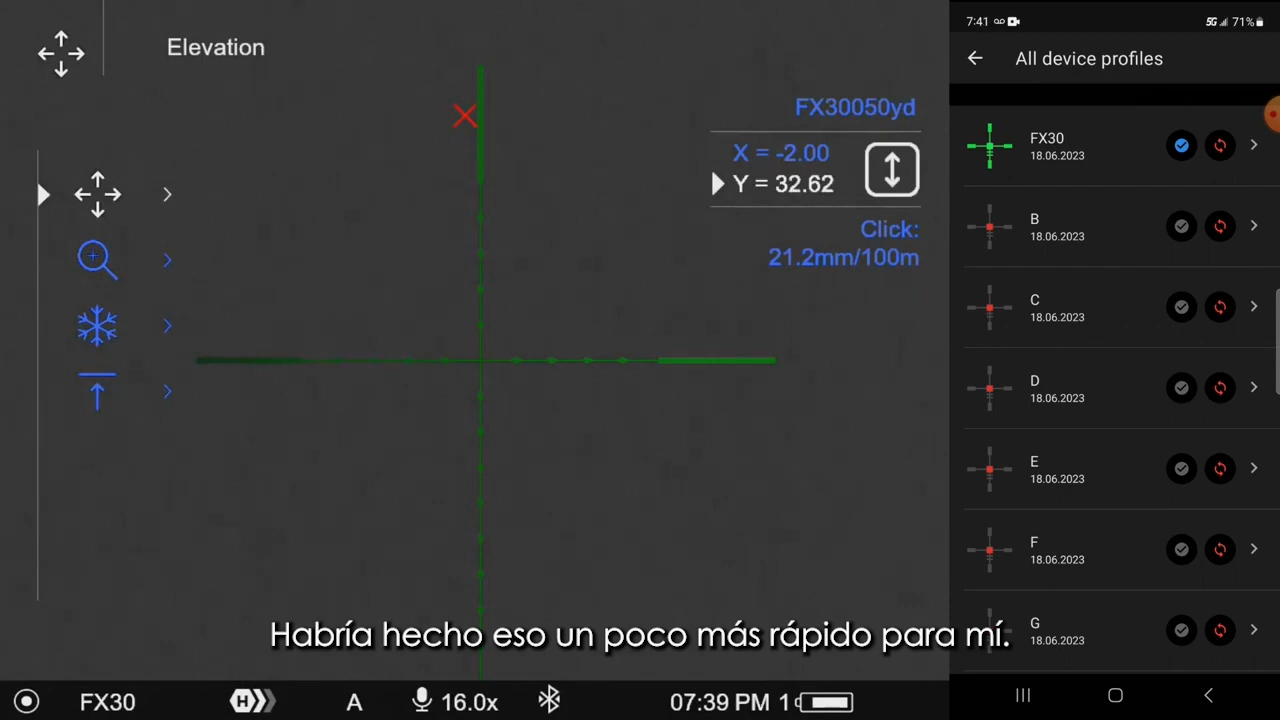 Elevation
FX30050yd
X = -2.00
Y = 32.62
Click:
21.2mm/100m
Habría hecho eso un poco más rápido para mí.
FX30
H
A
16.0x
07:39 PM 1
7:41
5G
71%
All device profiles
FX30
18.06.2023
B
18.06.2023
C
18.06.2023
D
18.06.2023
E
18.06.2023
F
18.06.2023
G
18.06.2023